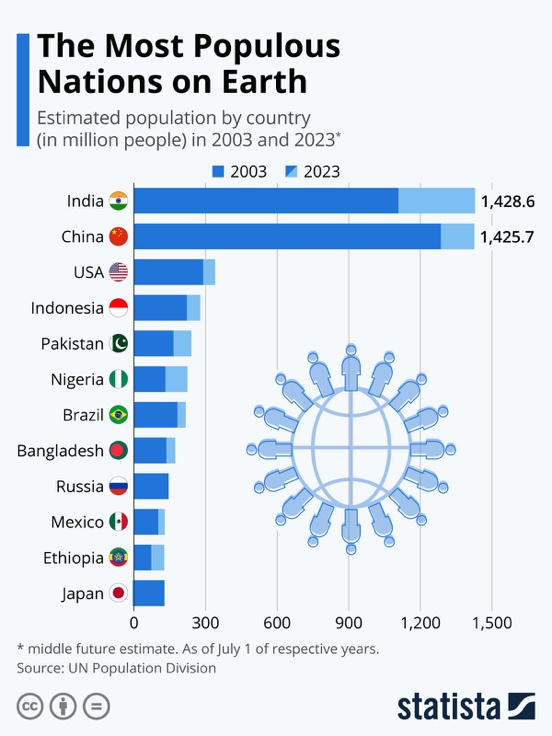 The Most Populous
Nations on Earth
Estimated population by country
(in million people) in 2003 and 2023*
2003 2023
India 1,428.6
China 1,425.7
USA
Indonesia
Pakistan
Nigeria
Brazil
Bangladesh
Russia
Mexico
Ethiopia
Japan
0 300 600 900 1,200 1,500
* middle future estimate. As of July 1 of respective years.
Source: UN Population Division
cc
statista